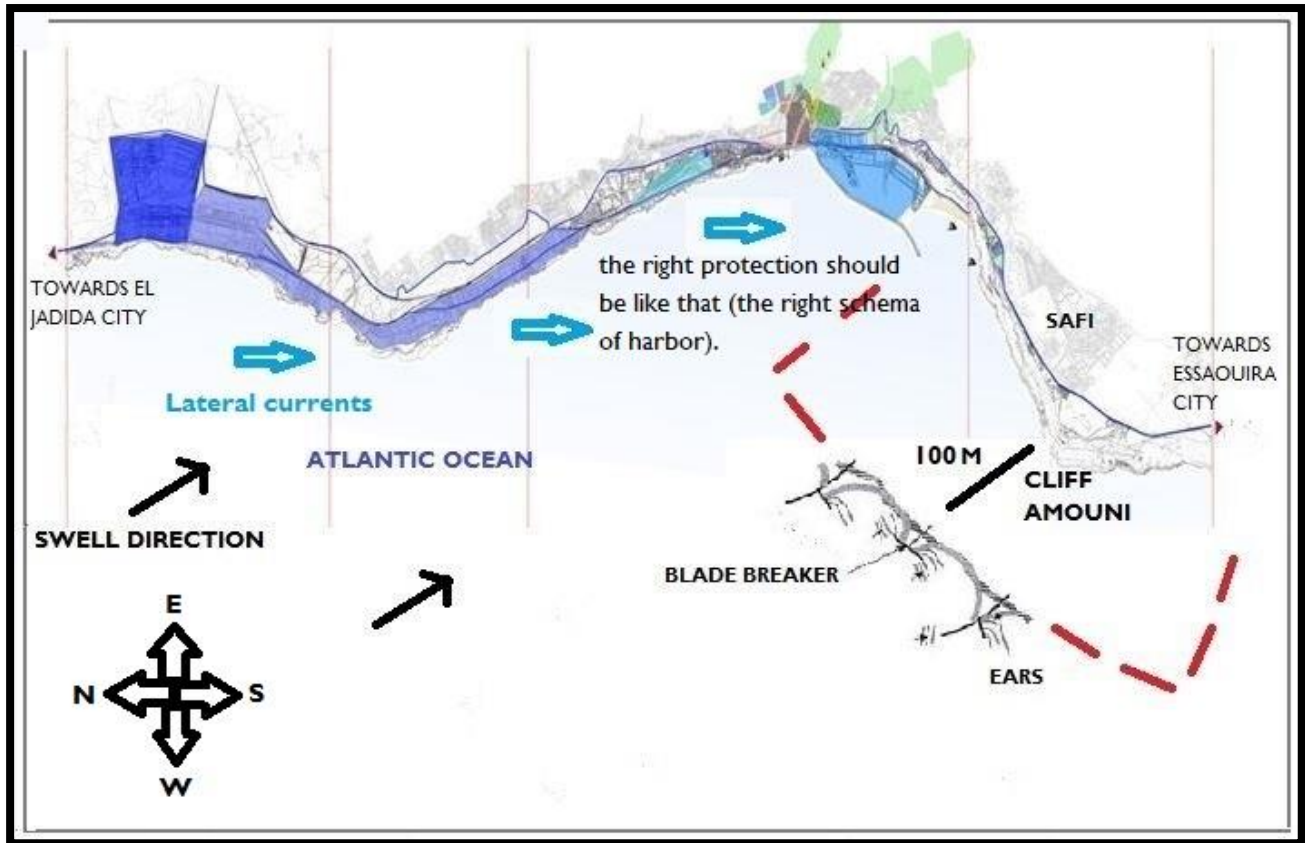 the right protection should
be like that (the right schema
of harbor).
TOWARDS EL
JADIDA CITY
SAFI
TOWARDS
ESSAOUIRA
CITY
Lateral currents
ATLANTIC OCEAN
100 M
CLIFF
AMOUNI
SWELL DIRECTION
BLADE BREAKER
EARS
E
N
S
W